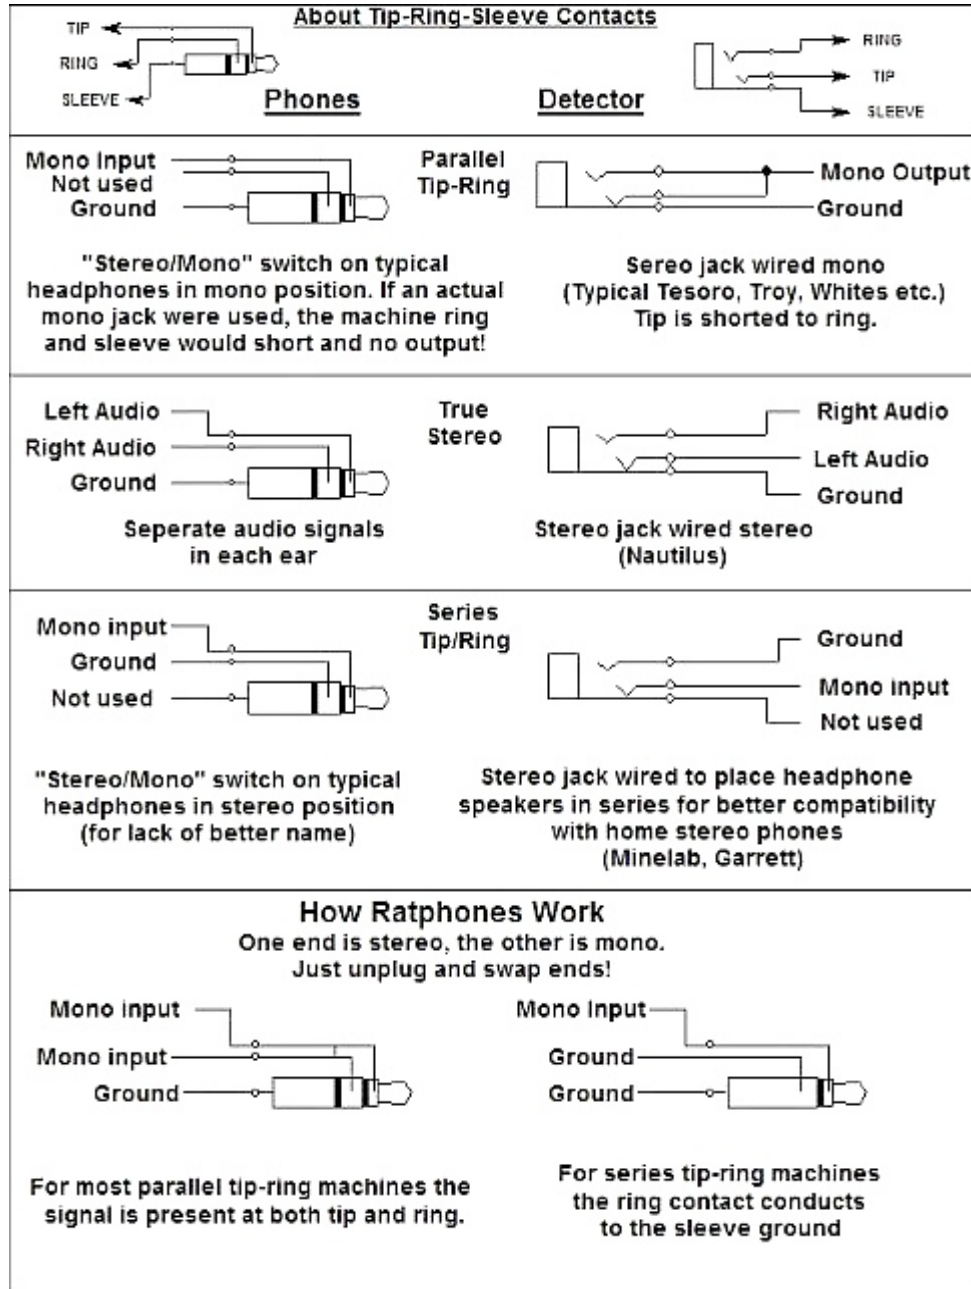 About Tip-Ring-Sleeve Contacts
TIP
RING
SLEEVE
Phones
Detector
RING
TIP
SLEEVE
Mono Input
Not used
Ground
Parallel
Tip-Ring
Mono Output
Ground
"Stereo/Mono" switch on typical
headphones in mono position. If an actual
mono jack were used, the machine ring
and sleeve would short and no output!
Sereo jack wired mono
(Typical Tesoro, Troy, Whites etc.)
Tip is shorted to ring.
Left Audio
Right Audio
Ground
True
Stereo
Right Audio
Left Audio
Ground
Seperate audio signals
in each ear
Stereo jack wired stereo
(Nautilus)
Mono input
Ground
Not used
Series
Tip/Ring
Ground
Mono input
Not used
"Stereo/Mono" switch on typical
headphones in stereo position
(for lack of better name)
Stereo jack wired to place headphone
speakers in series for better compatibility
with home stereo phones
(Minelab, Garrett)
How Ratphones Work
One end is stereo, the other is mono.
Just unplug and swap ends!
Mono input
Mono input
Ground
Mono Input
Ground
Ground
For most parallel tip-ring machines the
signal is present at both tip and ring.
For series tip-ring machines
the ring contact conducts
to the sleeve ground